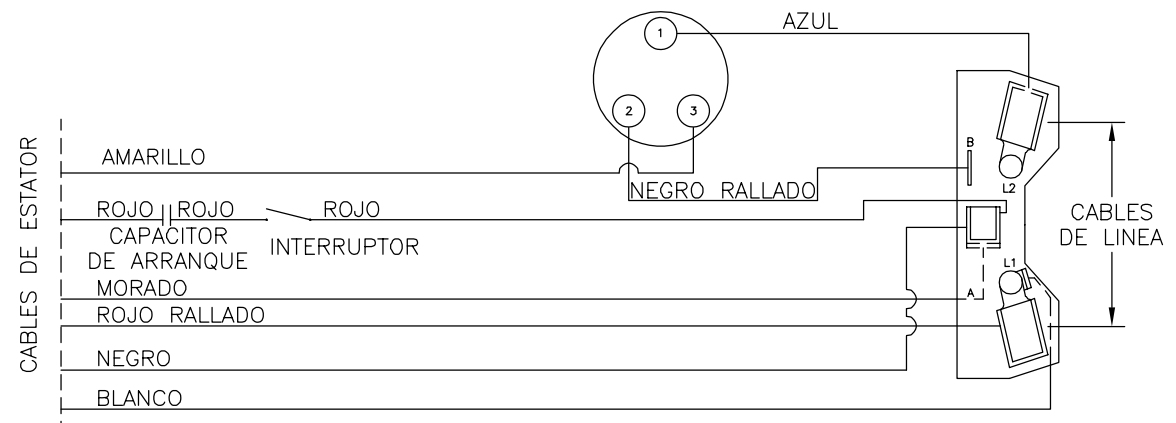 AZUL
1
2
3
CABLES DE ESTATOR
AMARILLO
B
NEGRO RALLADO
L2
ROJO
ROJO
ROJO
CAPACITOR
DE ARRANQUE
INTERRUPTOR
CABLES
DE LINEA
L1
MORADO
A
ROJO RALLADO
NEGRO
BLANCO